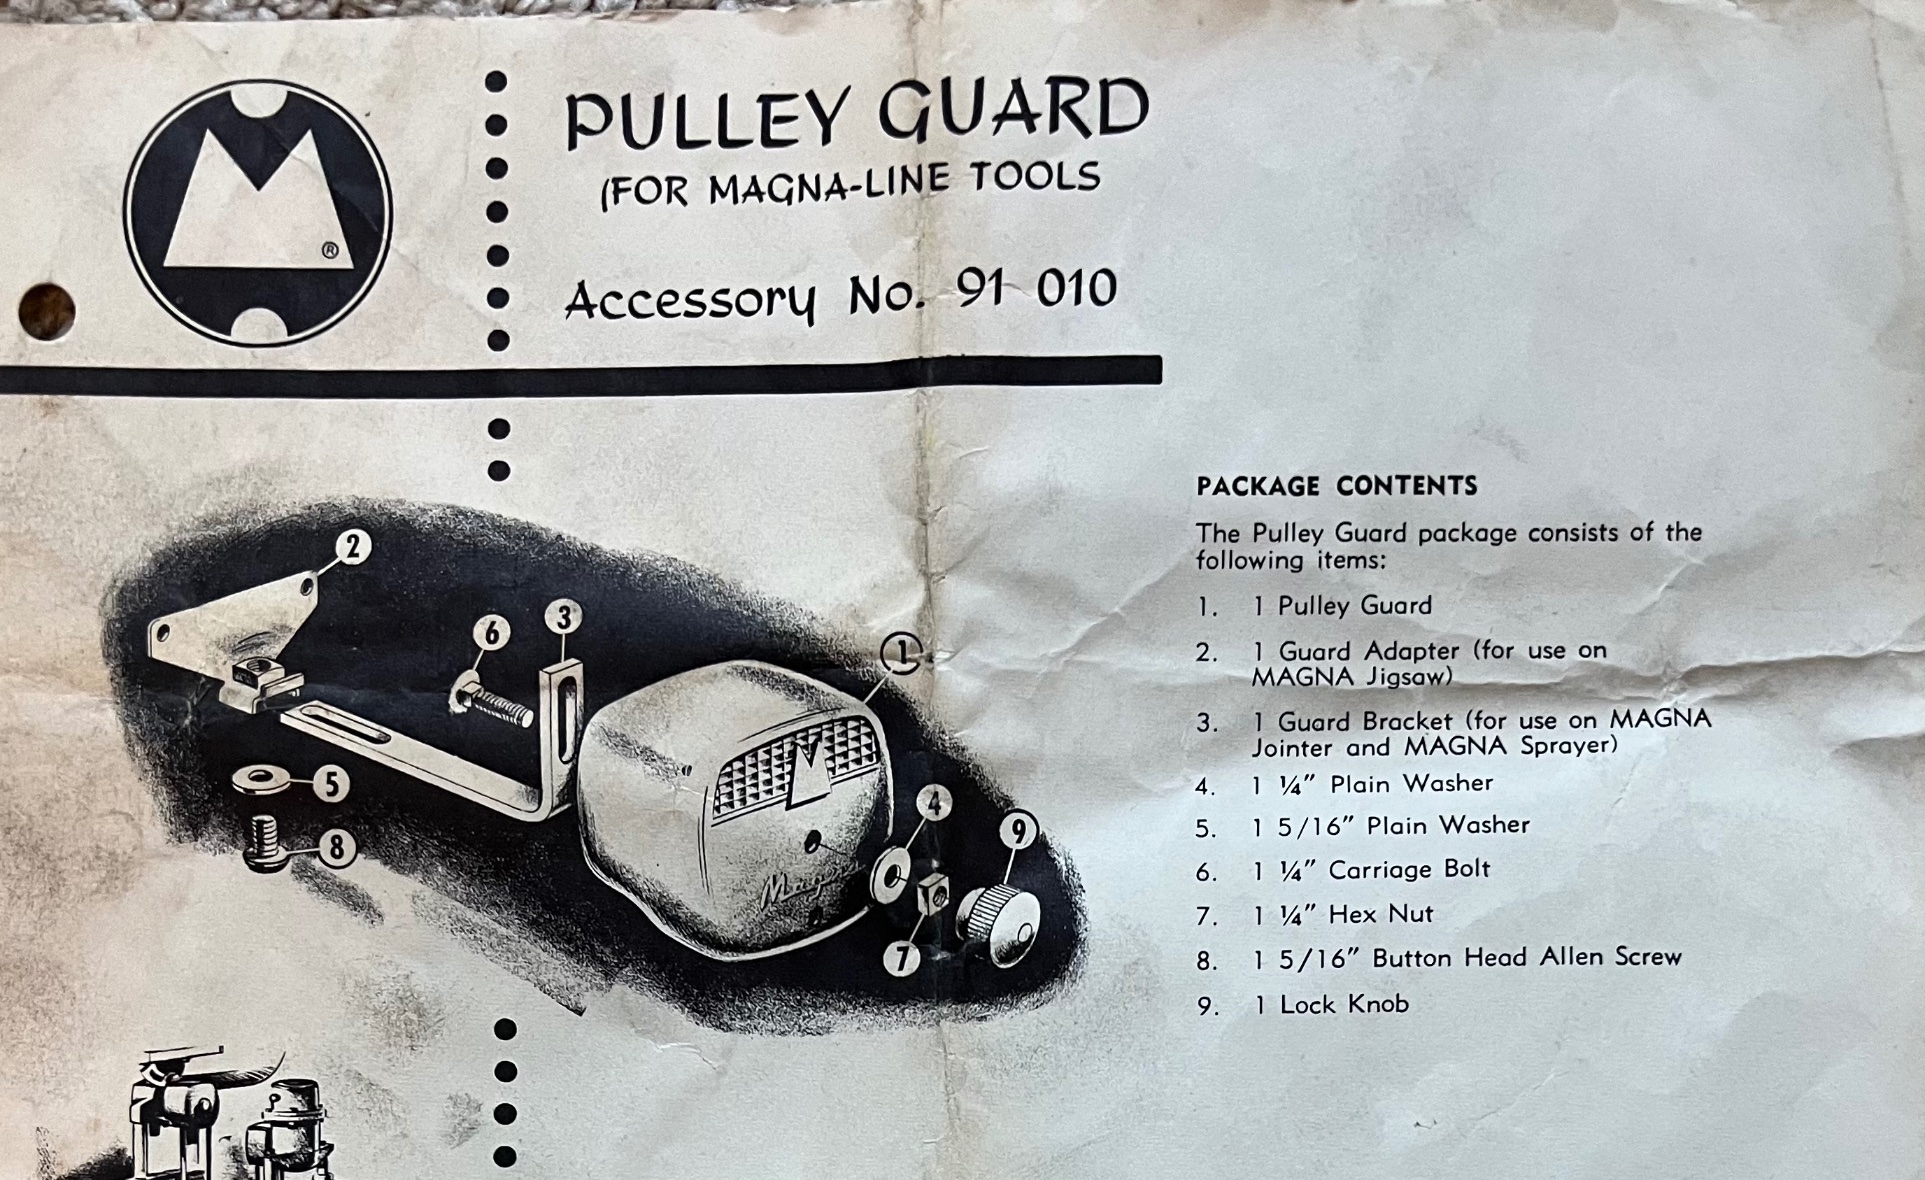 M
®
PULLEY GUARD
(FOR MAGNA-LINE TOOLS
Accessory No. 91 010
2
6
3
1
5
8
M
Magna
4
9
7
PACKAGE CONTENTS
The Pulley Guard package consists of the
following items:
1. 1 Pulley Guard
2. 1 Guard Adapter (for use on
MAGNA Jigsaw)
3. 1 Guard Bracket (for use on MAGNA
Jointer and MAGNA Sprayer)
4. 1 ¼" Plain Washer
5. 1 5/16" Plain Washer
6. 1 ¼" Carriage Bolt
7. 1 ¼" Hex Nut
8. 1 5/16" Button Head Allen Screw
9. 1 Lock Knob